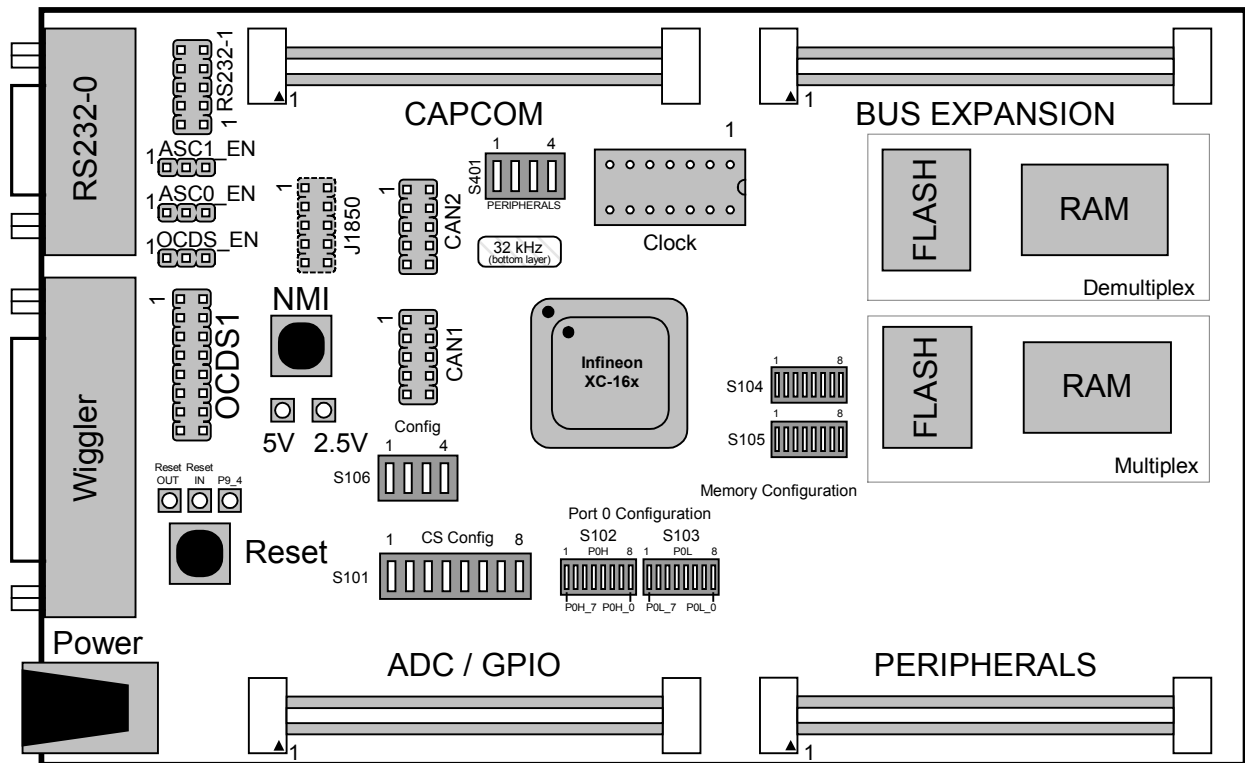 RS232-0
RS232-1
1
1 ASC1_EN
1 ASC0_EN
1 OCDS_EN
1
CAPCOM
1
BUS EXPANSION
1 4
S401
PERIPHERALS
1
Clock
32 kHz
(bottom layer)
1
J1850
1
CAN2
FLASH
RAM
Demultiplex
Wiggler
1
OCDS1
NMI
5V 2.5V
1
CAN1
Infineon
XC-16x
1 8
S104
1 8
S105
Memory Configuration
FLASH
RAM
Multiplex
Config
1 4
S106
Reset
OUT
Reset
IN
P9_4
Reset
1 CS Config 8
S101
Port 0 Configuration
S102 S103
1 P0H 8 1 P0L 8
P0H_7 P0H_0 P0L_7 P0L_0
Power
ADC / GPIO
1
PERIPHERALS
1